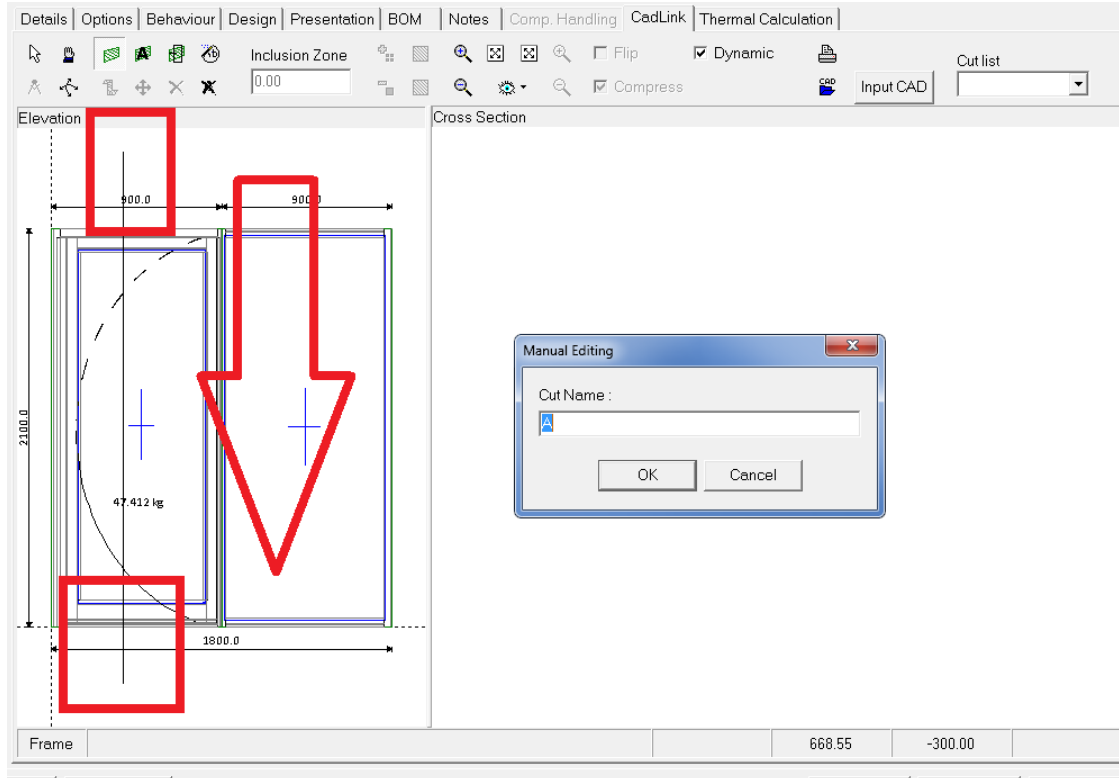 Details Options Behaviour Design Presentation BOM Notes Comp. Handling CadLink Thermal Calculation
Inclusion Zone Flip Dynamic Cut list
0.00 Compress CAD Input CAD
Elevation Cross Section
900.0 900.0
Manual Editing
Cut Name :
A
2100.0
OK Cancel
47.412 kg
1800.0
Frame 668.55 -300.00